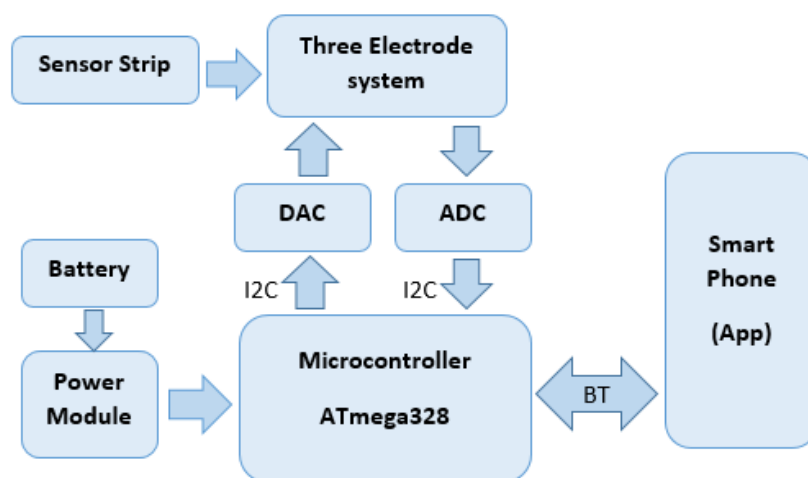 Sensor Strip
Three Electrode
system
DAC
ADC
I2C
I2C
Battery
Power
Module
Microcontroller
ATmega328
BT
Smart
Phone
(App)